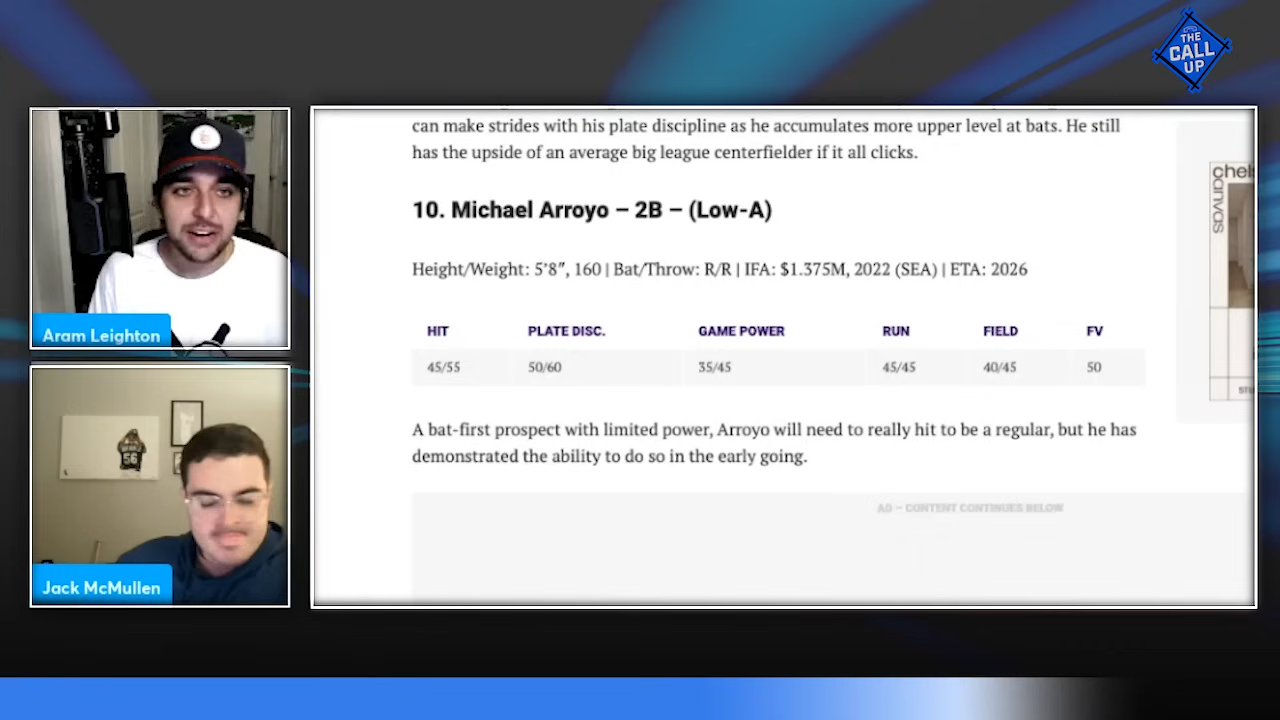 THE
CALL
UP
can make strides with his plate discipline as he accumulates more upper level at bats. He still
has the upside of an average big league centerfielder if it all clicks.
10. Michael Arroyo – 2B – (Low-A)
Height/Weight: 5’8″, 160 | Bat/Throw: R/R | IFA: $1.375M, 2022 (SEA) | ETA: 2026
HIT PLATE DISC. GAME POWER RUN FIELD FV
45/55 50/60 35/45 45/45 40/45 50
A bat-first prospect with limited power, Arroyo will need to really hit to be a regular, but he has
demonstrated the ability to do so in the early going.
AD – CONTENT CONTINUES BELOW
canvas
Aram Leighton
56
Jack McMullen